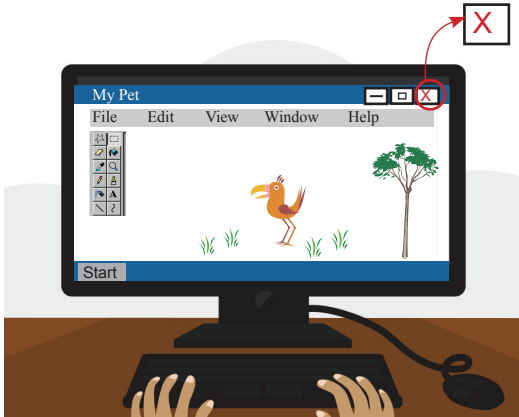 X
My Pet X
File Edit View Window Help
A
Start